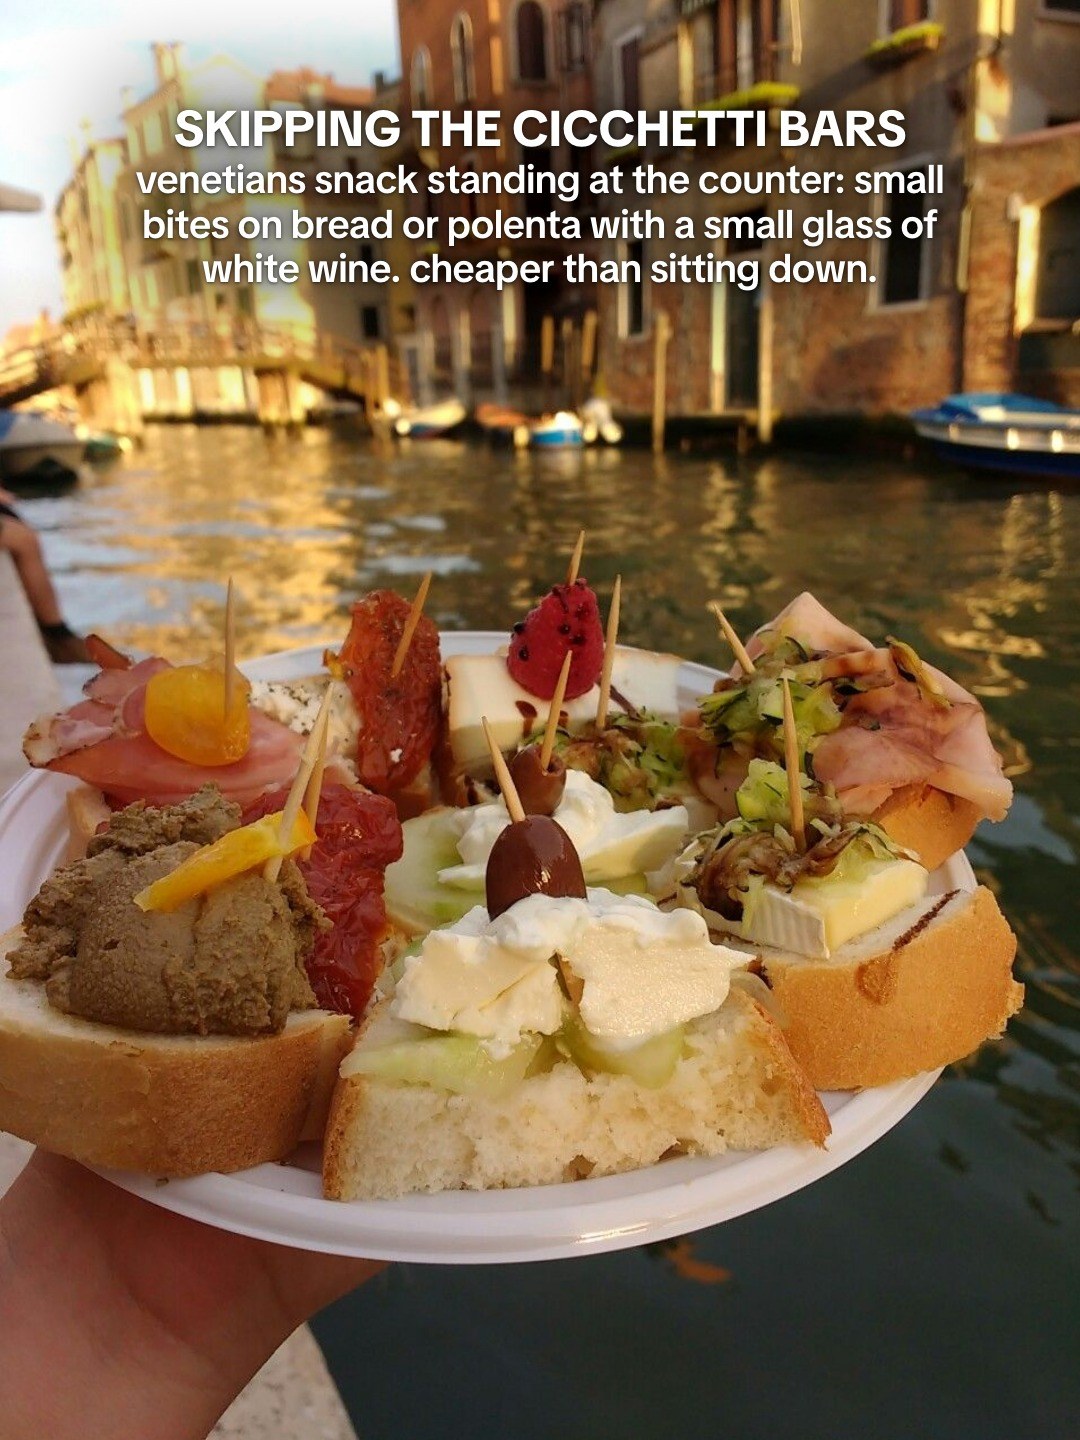 SKIPPING THE CICCHETTI BARS
venetians snack standing at the counter: small
bites on bread or polenta with a small glass of
white wine. cheaper than sitting down.